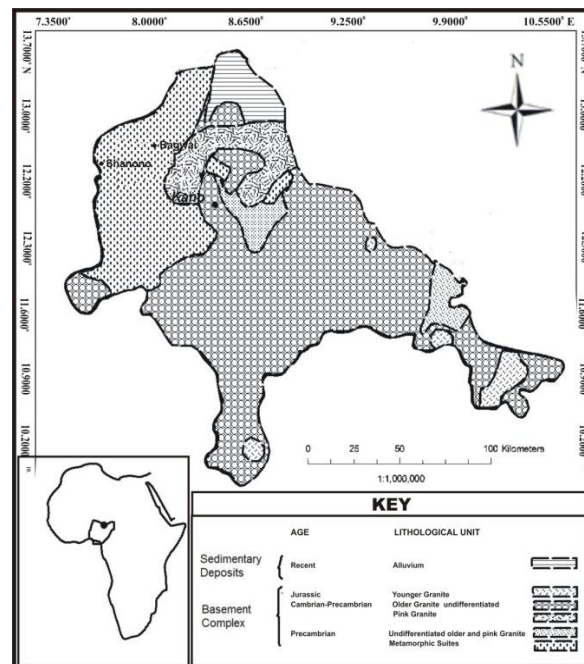 7.3500° 8.0000° 8.6500° 9.2500° 9.9000° 10.5500° E
13.7000° N
13.0000°
12.2000°
12.3000°
11.6000°
10.9000°
10.2000°
N
Bagwai
Shanono
Kano
0 25 50 100 Kilometers
1:1,000,000
KEY
AGE LITHOLOGICAL UNIT
Sedimentary
Deposits
Recent Alluvium
Basement
Complex
Jurassic Younger Granite
Cambrian-Precambrian Older Granite undifferentiated
Pink Granite
Precambrian Undifferentiated older and pink Granite
Metamorphic Suites